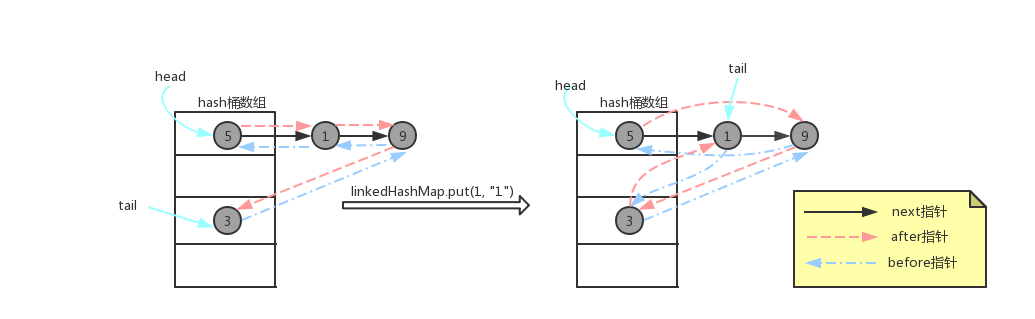 head
hash桶数组
5
1
9
tail
3
linkedHashMap.put(1, "1")
head
tail
hash桶数组
5
1
9
3
next指针
after指针
before指针